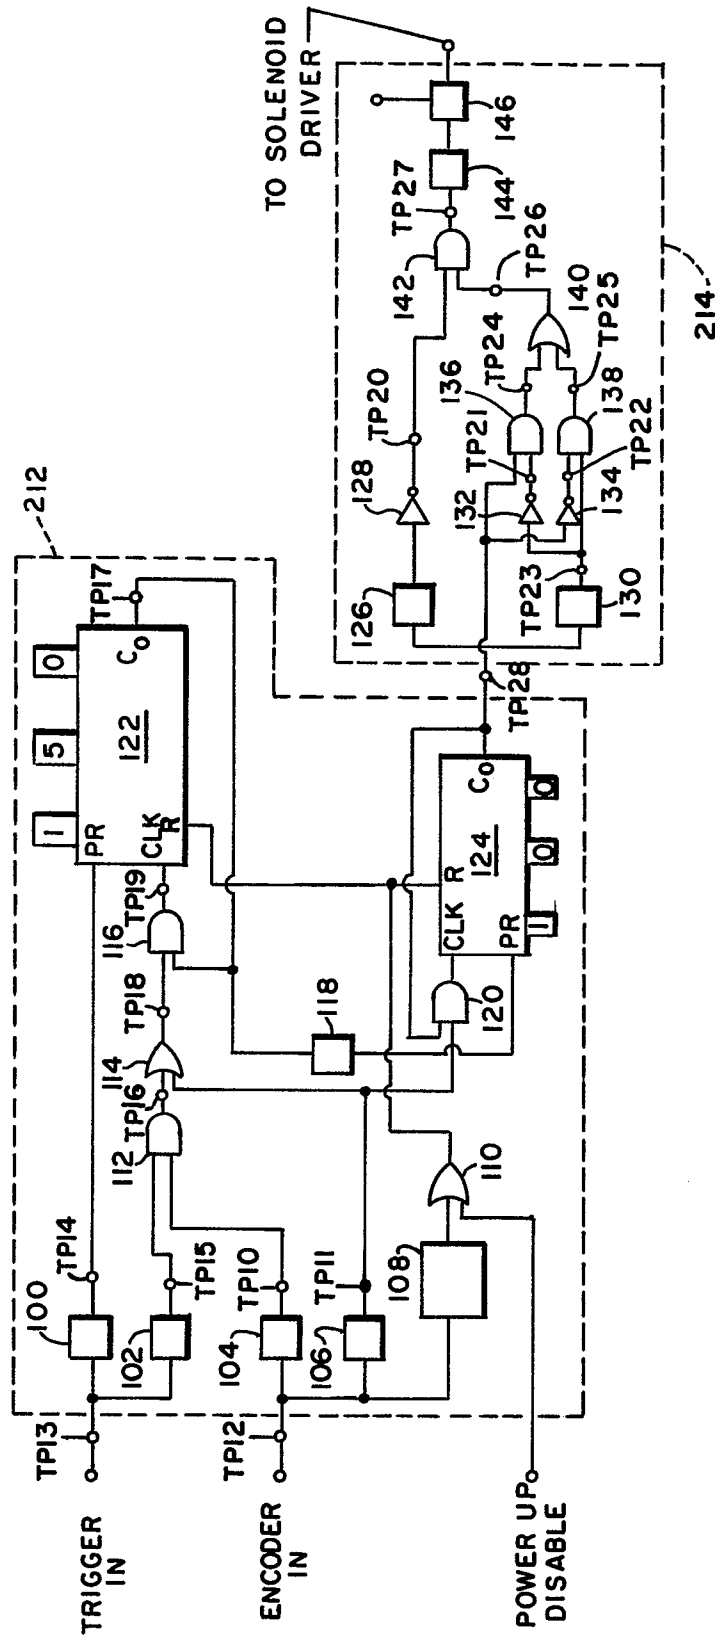 TRIGGER
IN
TP13
100
TP14
102
TP15
ENCODER
IN
TP12
104
TP10
106
TP11
108
POWER UP
DISABLE
110
112
TP16
114
TP18
116
TP19
118
120
PR
CLK
R
122
C0
1
5
0
TP17
212
CLK
R
PR
124
C0
1
0
0
TP128
126
128
TP20
130
TP23
132
TP21
134
TP22
136
TP24
138
TP25
140
TP26
142
TP27
144
146
214
TO SOLENOID
DRIVER